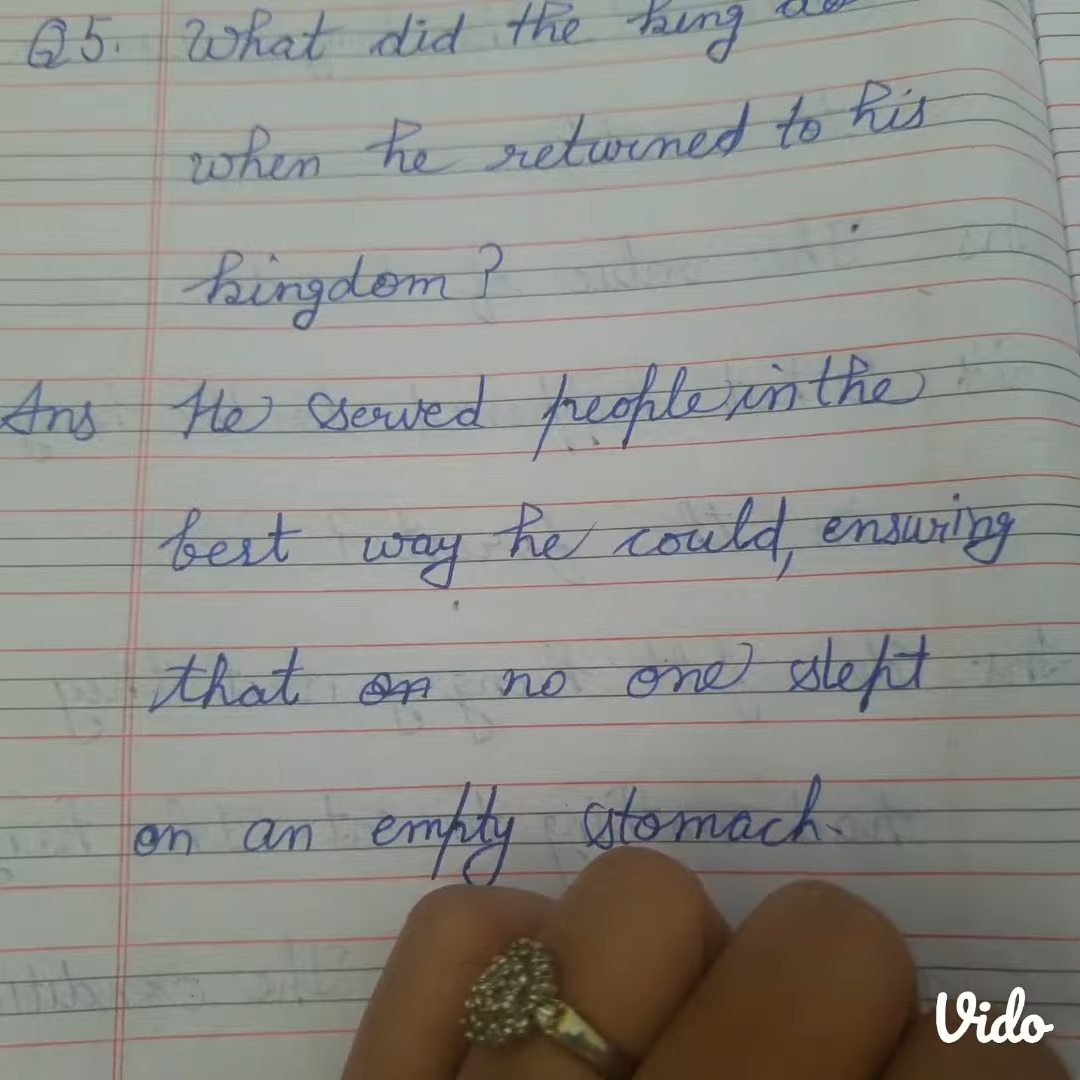 Q5. What did the king do
when he returned to his
kingdom?
Ans He served people in the
best way he could, ensuring
that on no one slept
on an empty stomach.
Vido